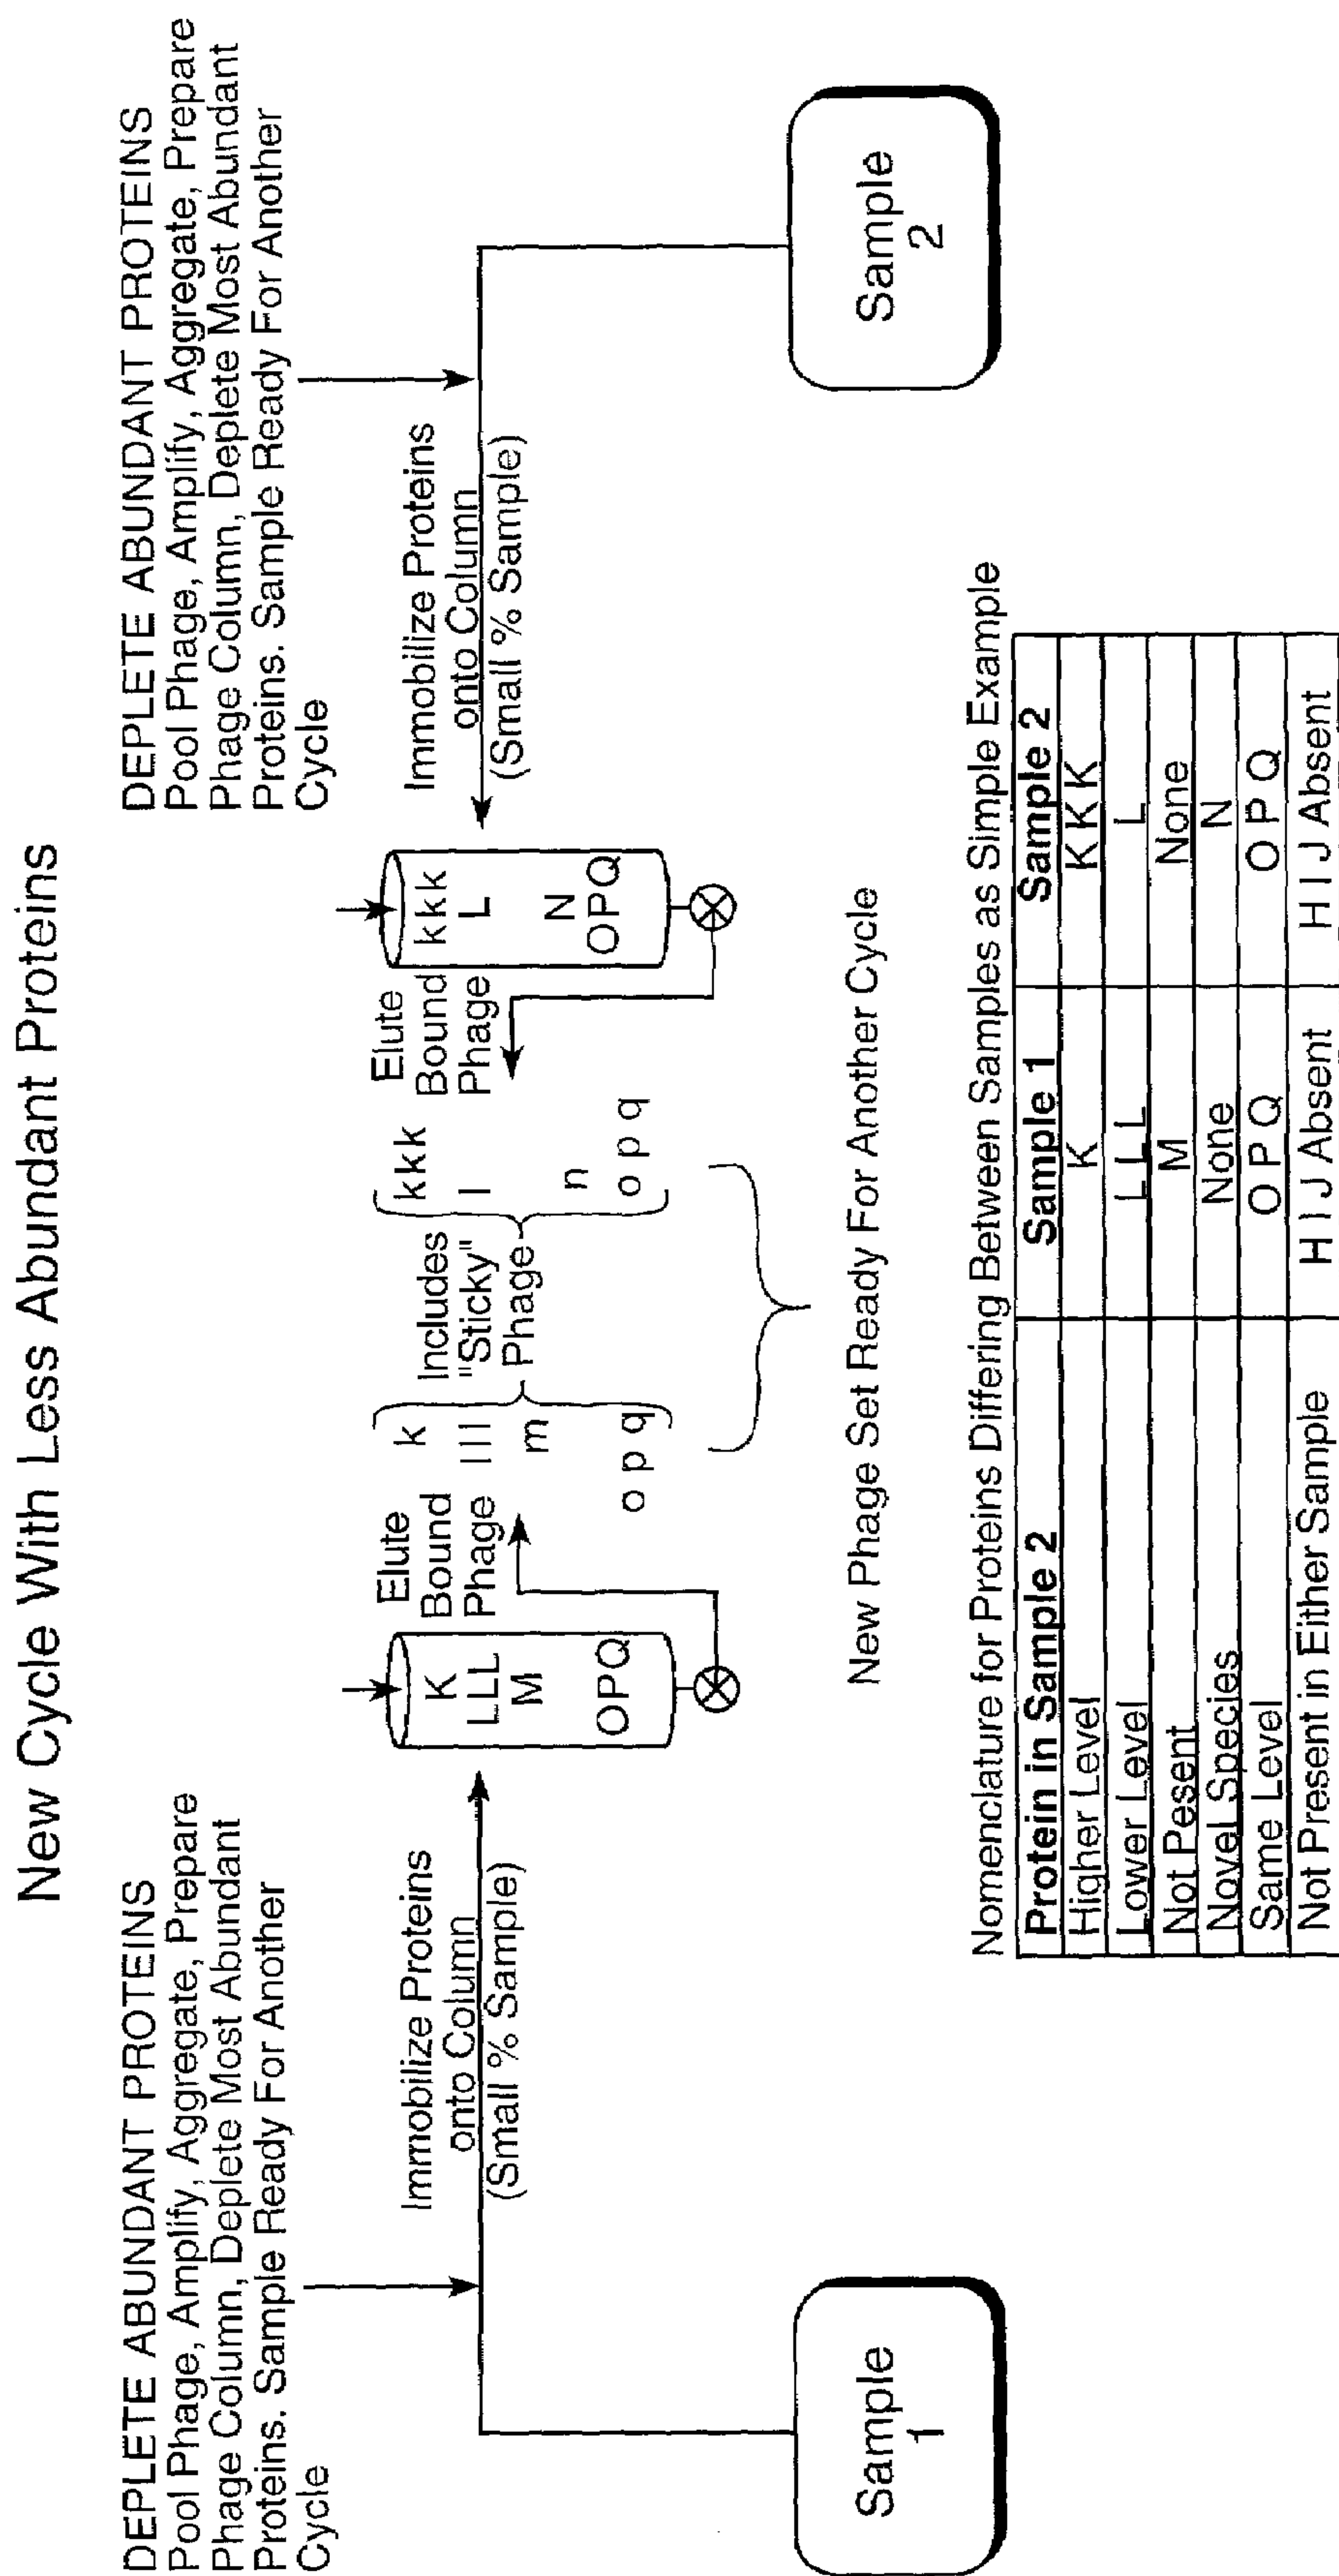 New Cycle With Less Abundant Proteins
DEPLETE ABUNDANT PROTEINS
Pool Phage, Amplify, Aggregate, Prepare
Phage Column, Deplete Most Abundant
Proteins. Sample Ready For Another
Cycle
DEPLETE ABUNDANT PROTEINS
Pool Phage, Amplify, Aggregate, Prepare
Phage Column, Deplete Most Abundant
Proteins. Sample Ready For Another
Cycle
Immobilize Proteins
onto Column
(Small % Sample)
K
LLL
M
OPQ
Elute
Bound
Phage
k
l l l
m
o p q
Includes
"Sticky"
Phage
kkk
l
n
o p q
Elute
Bound
Phage
kkk
L
N
OPQ
Immobilize Proteins
onto Column
(Small % Sample)
Sample
1
Sample
2
New Phage Set Ready For Another Cycle
Nomenclature for Proteins Differing Between Samples as Simple Example
Protein in Sample 2 Sample 1 Sample 2
Higher Level K K K K
Lower Level L L L L
Not Pesent M None
Novel Species None N
Same Level O P Q O P Q
Not Present in Either Sample H I J Absent H I J Absent